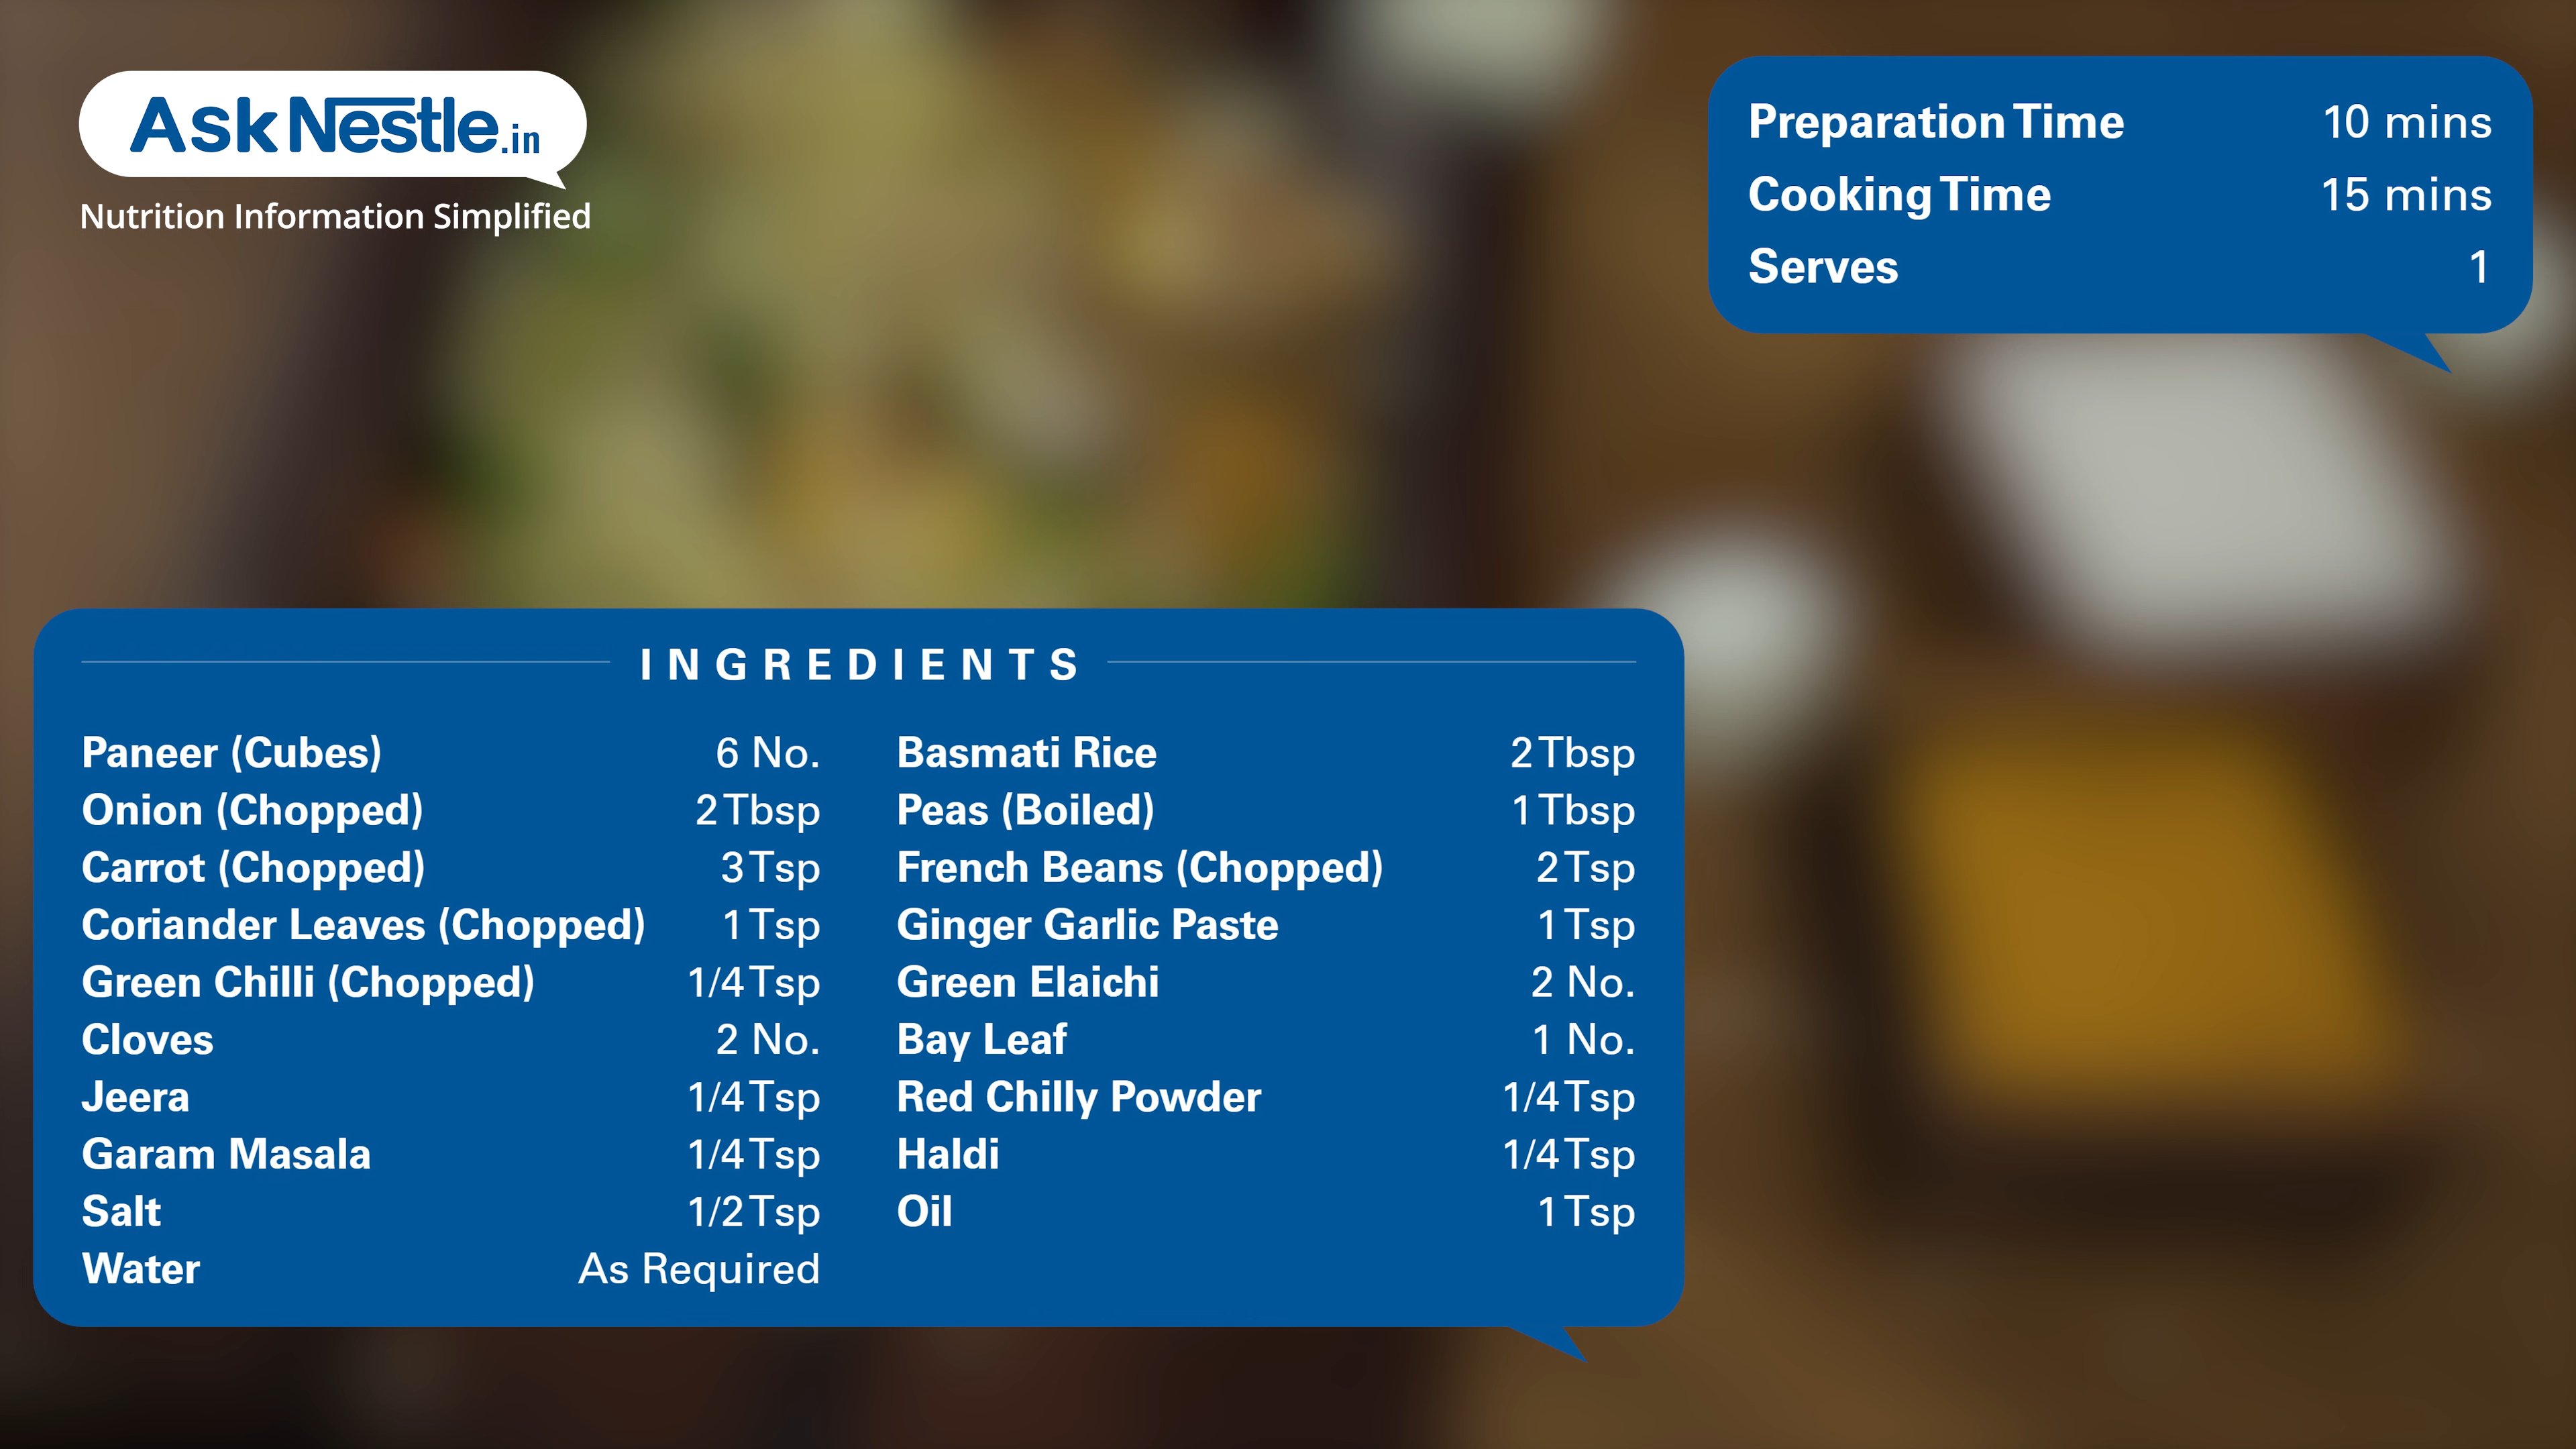 Ask Nestle.in
Nutrition Information Simplified
Preparation Time 10 mins
Cooking Time 15 mins
Serves 1
INGREDIENTS
Paneer (Cubes) 6 No.
Onion (Chopped) 2 Tbsp
Carrot (Chopped) 3 Tsp
Coriander Leaves (Chopped) 1 Tsp
Green Chilli (Chopped) 1/4 Tsp
Cloves 2 No.
Jeera 1/4 Tsp
Garam Masala 1/4 Tsp
Salt 1/2 Tsp
Water As Required
Basmati Rice 2 Tbsp
Peas (Boiled) 1 Tbsp
French Beans (Chopped) 2 Tsp
Ginger Garlic Paste 1 Tsp
Green Elaichi 2 No.
Bay Leaf 1 No.
Red Chilly Powder 1/4 Tsp
Haldi 1/4 Tsp
Oil 1 Tsp